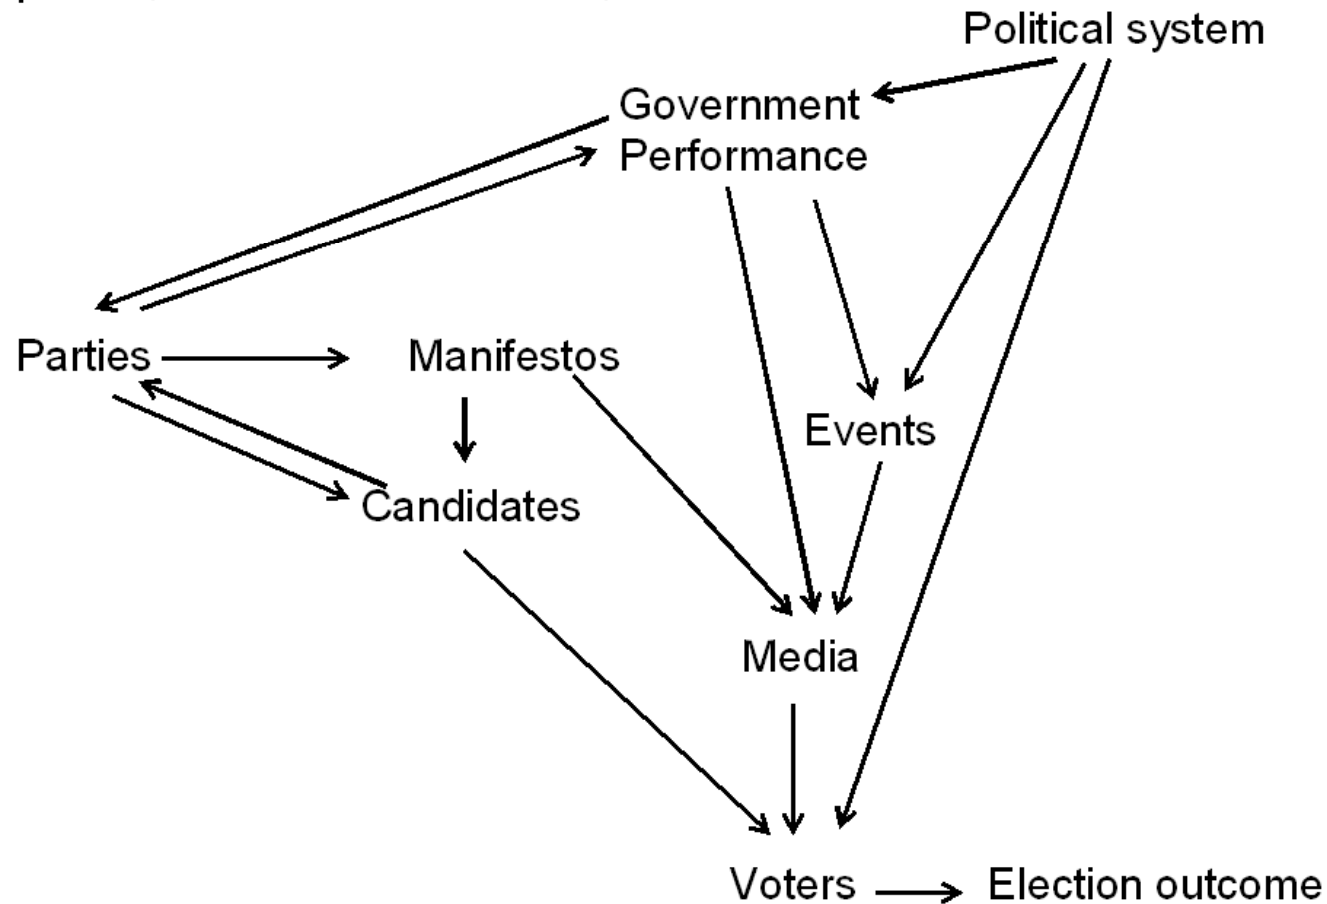 Political system
Government
Performance
Parties
Manifestos
Events
Candidates
Media
Voters
Election outcome